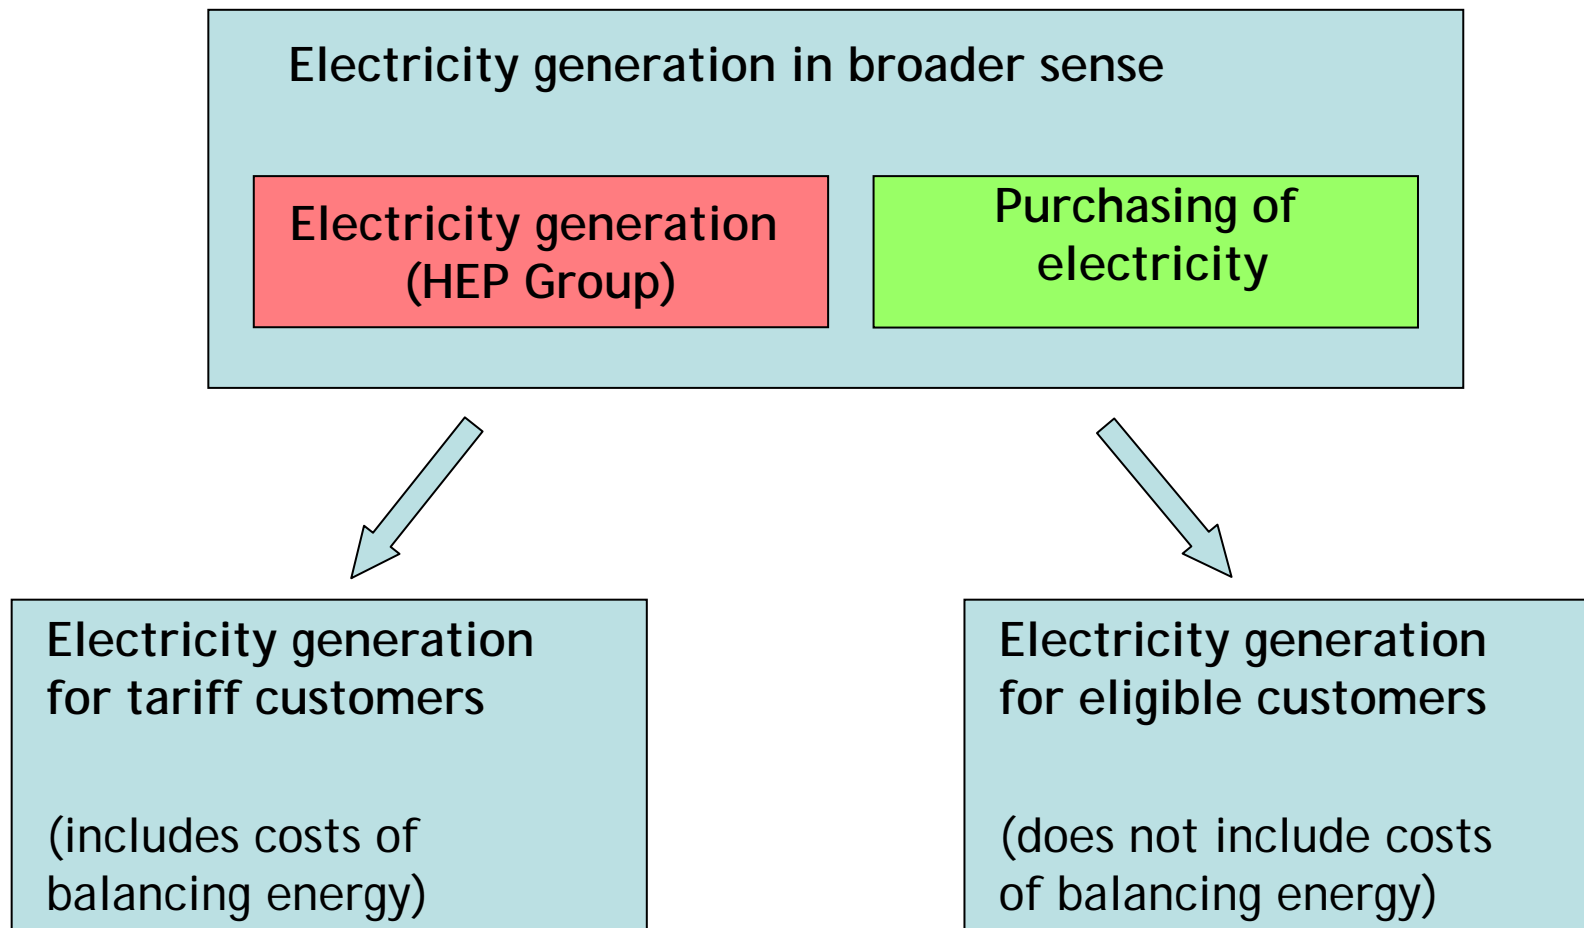 Electricity generation in broader sense
Electricity generation
(HEP Group)
Purchasing of
electricity
Electricity generation
for tariff customers
(includes costs of
balancing energy)
Electricity generation
for eligible customers
(does not include costs
of balancing energy)